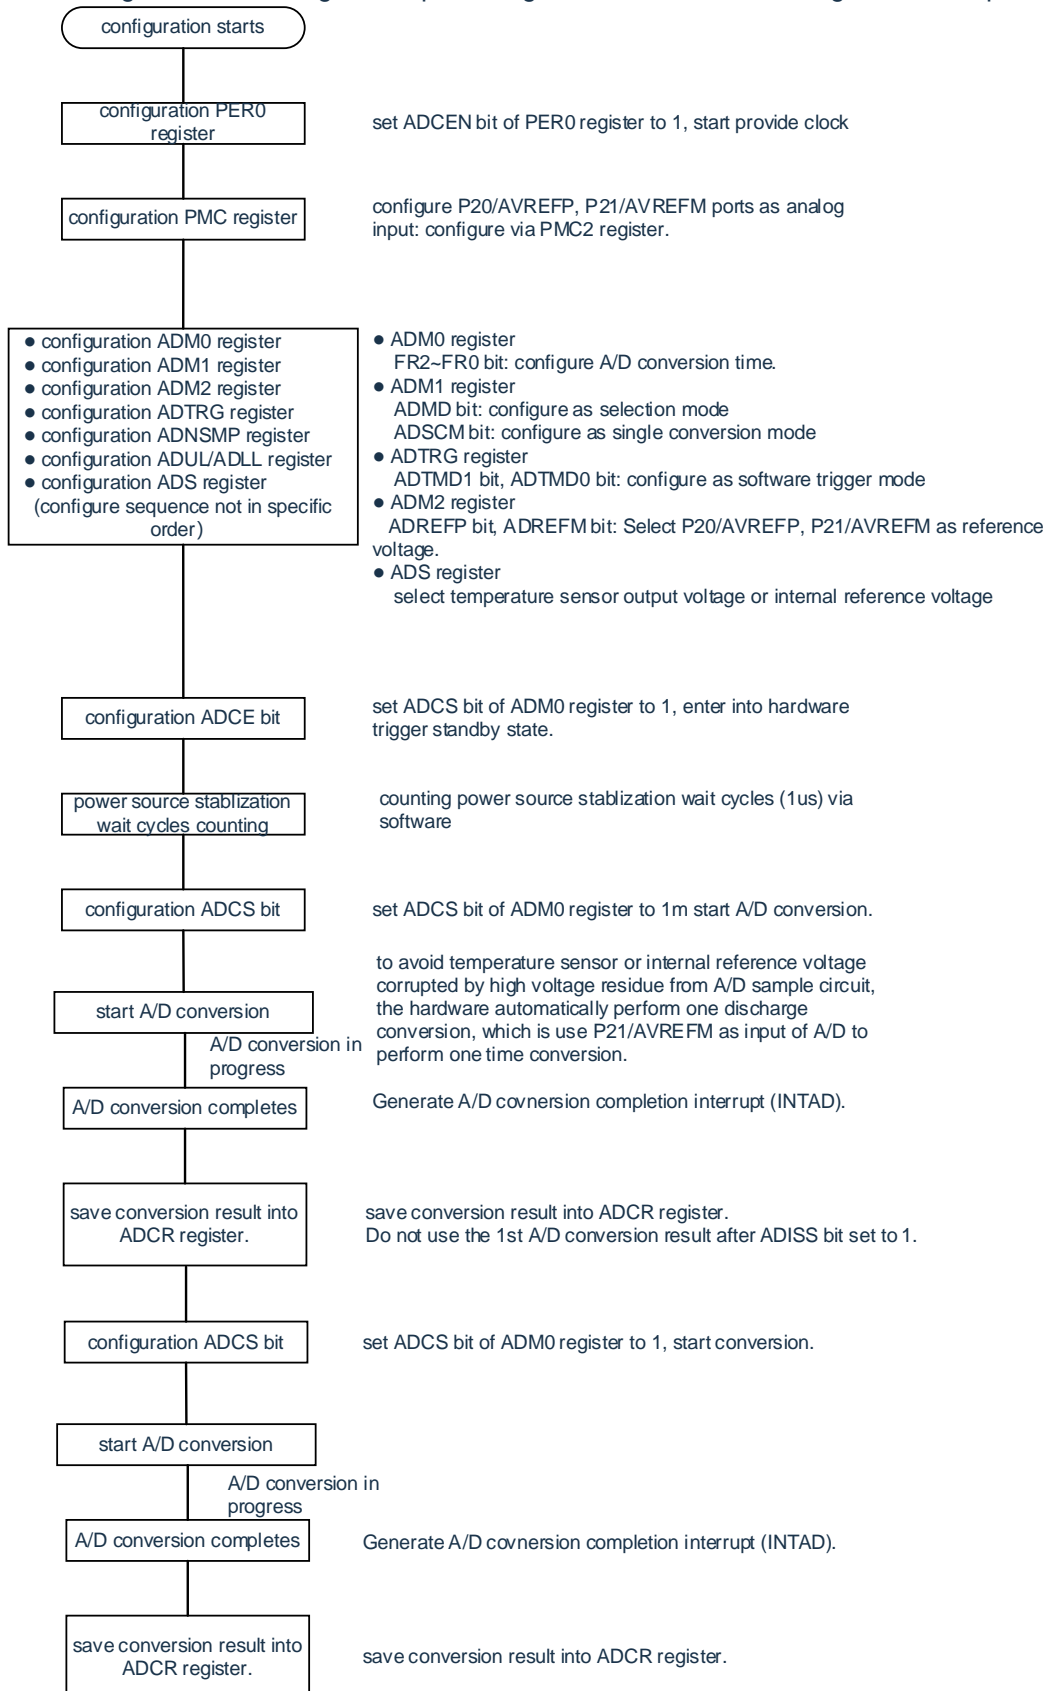 configuration starts
configuration PER0
register
set ADCEN bit of PER0 register to 1, start provide clock
configuration PMC register
configure P20/AVREFP, P21/AVREFM ports as analog
input: configure via PMC2 register.
● configuration ADM0 register
● configuration ADM1 register
● configuration ADM2 register
● configuration ADTRG register
● configuration ADNSMP register
● configuration ADUL/ADLL register
● configuration ADS register
(configure sequence not in specific
order)
● ADM0 register
FR2~FR0 bit: configure A/D conversion time.
● ADM1 register
ADMD bit: configure as selection mode
ADSCM bit: configure as single conversion mode
● ADTRG register
ADTMD1 bit, ADTMD0 bit: configure as software trigger mode
● ADM2 register
ADREFP bit, ADREFM bit: Select P20/AVREFP, P21/AVREFM as reference
voltage.
● ADS register
select temperature sensor output voltage or internal reference voltage
configuration ADCE bit
set ADCS bit of ADM0 register to 1, enter into hardware
trigger standby state.
power source stablization
wait cycles counting
counting power source stablization wait cycles (1us) via
software
configuration ADCS bit
set ADCS bit of ADM0 register to 1m start A/D conversion.
start A/D conversion
to avoid temperature sensor or internal reference voltage
corrupted by high voltage residue from A/D sample circuit,
the hardware automatically perform one discharge
conversion, which is use P21/AVREFM as input of A/D to
perform one time conversion.
A/D conversion in
progress
A/D conversion completes
Generate A/D covnersion completion interrupt (INTAD).
save conversion result into
ADCR register.
save conversion result into ADCR register.
Do not use the 1st A/D conversion result after ADISS bit set to 1.
configuration ADCS bit
set ADCS bit of ADM0 register to 1, start conversion.
start A/D conversion
A/D conversion in
progress
A/D conversion completes
Generate A/D covnersion completion interrupt (INTAD).
save conversion result into
ADCR register.
save conversion result into ADCR register.